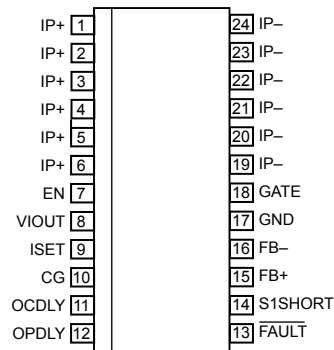 IP+ 1 24 IP–
IP+ 2 23 IP–
IP+ 3 22 IP–
IP+ 4 21 IP–
IP+ 5 20 IP–
IP+ 6 19 IP–
EN 7 18 GATE
VIOUT 8 17 GND
ISET 9 16 FB–
CG 10 15 FB+
OCDLY 11 14 S1SHORT
OPDLY 12 13 FAULT